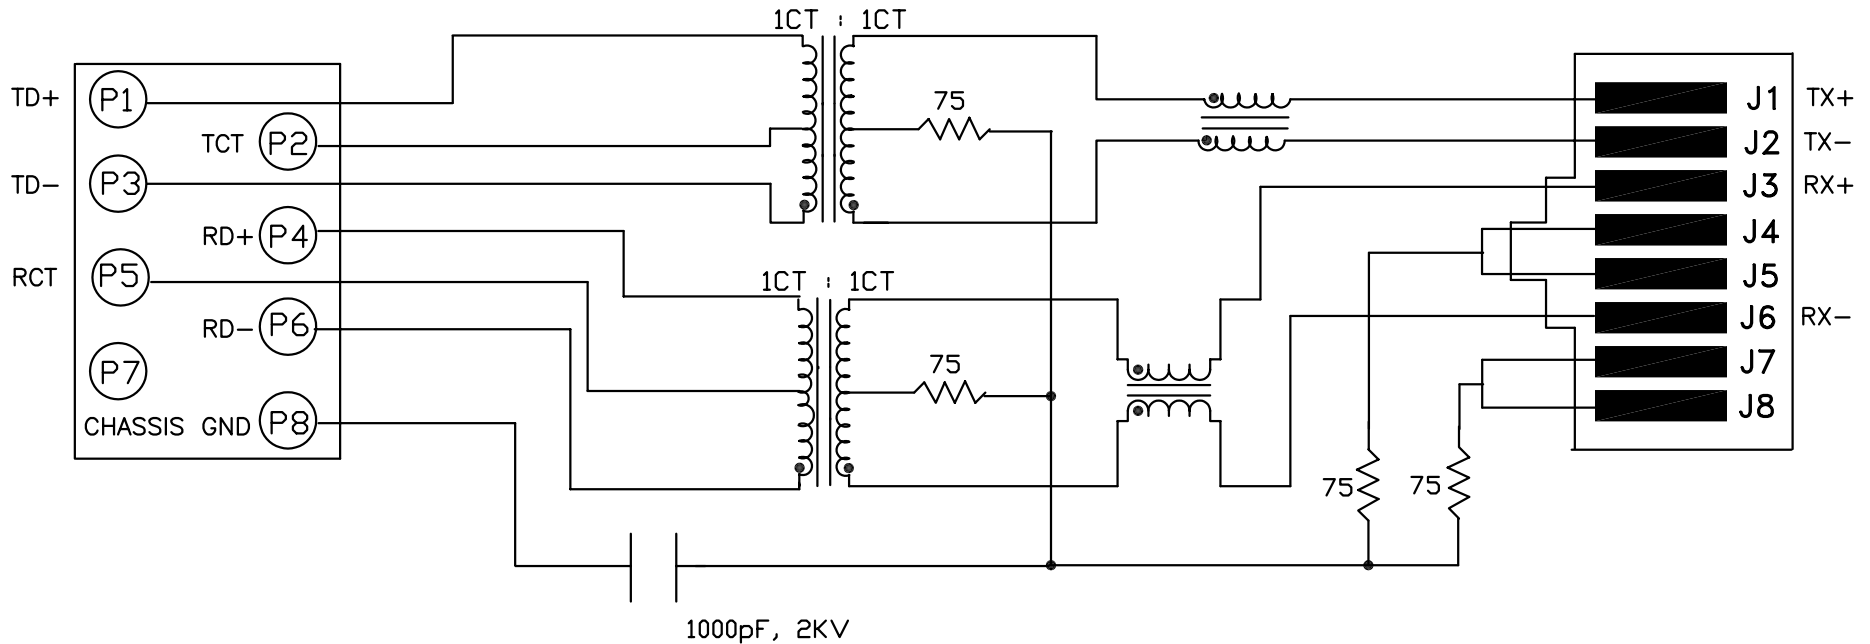 1CT : 1CT
TD+ P1
TCT P2
TD- P3
RD+ P4
RCT P5
RD- P6
P7
CHASSIS GND P8
75
1CT : 1CT
75
1000pF, 2KV
75
75
J1 TX+
J2 TX-
J3 RX+
J4
J5
J6 RX-
J7
J8